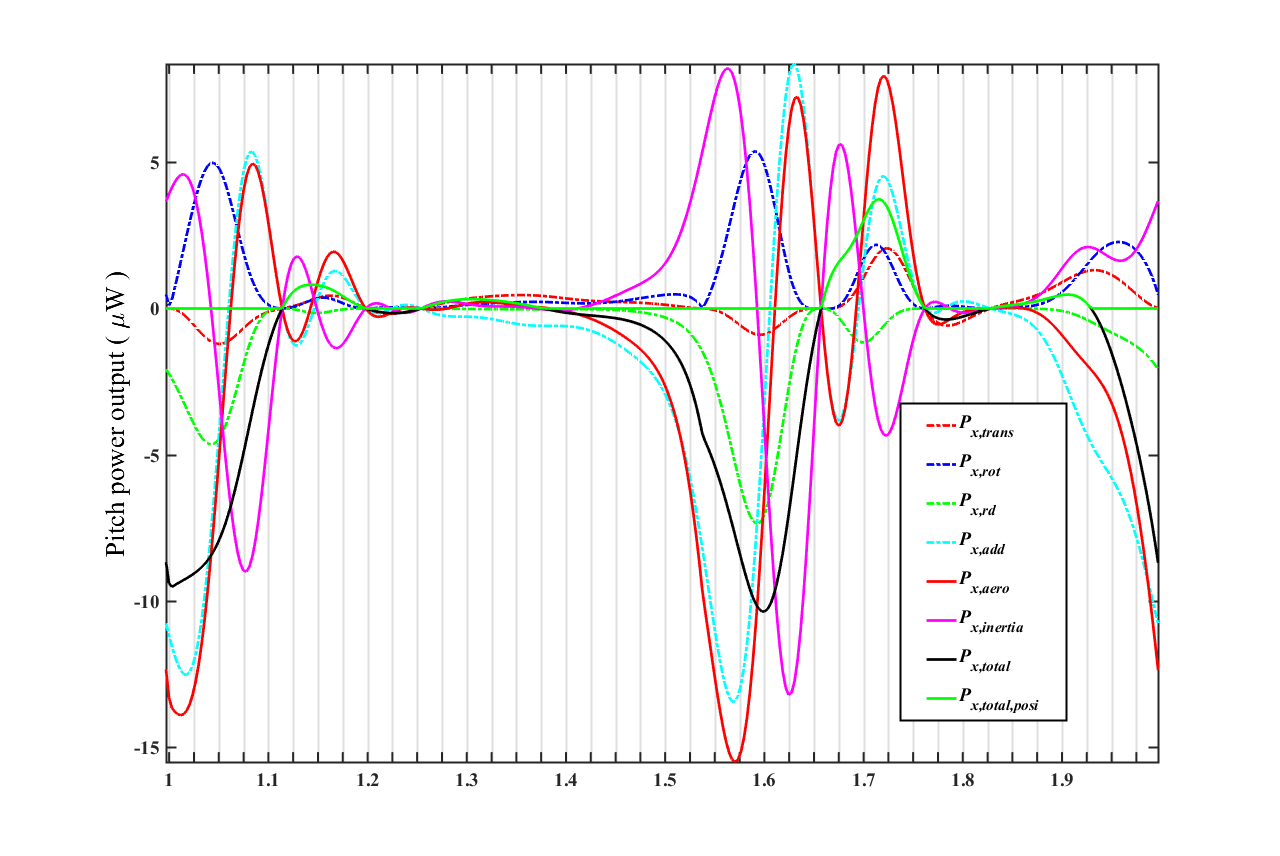 Pitch power output ( μW )
5
0
-5
-10
-15
1 1.1 1.2 1.3 1.4 1.5 1.6 1.7 1.8 1.9
Px,trans
Px,rot
Px,rd
Px,add
Px,aero
Px,inertia
Px,total
Px,total,posi